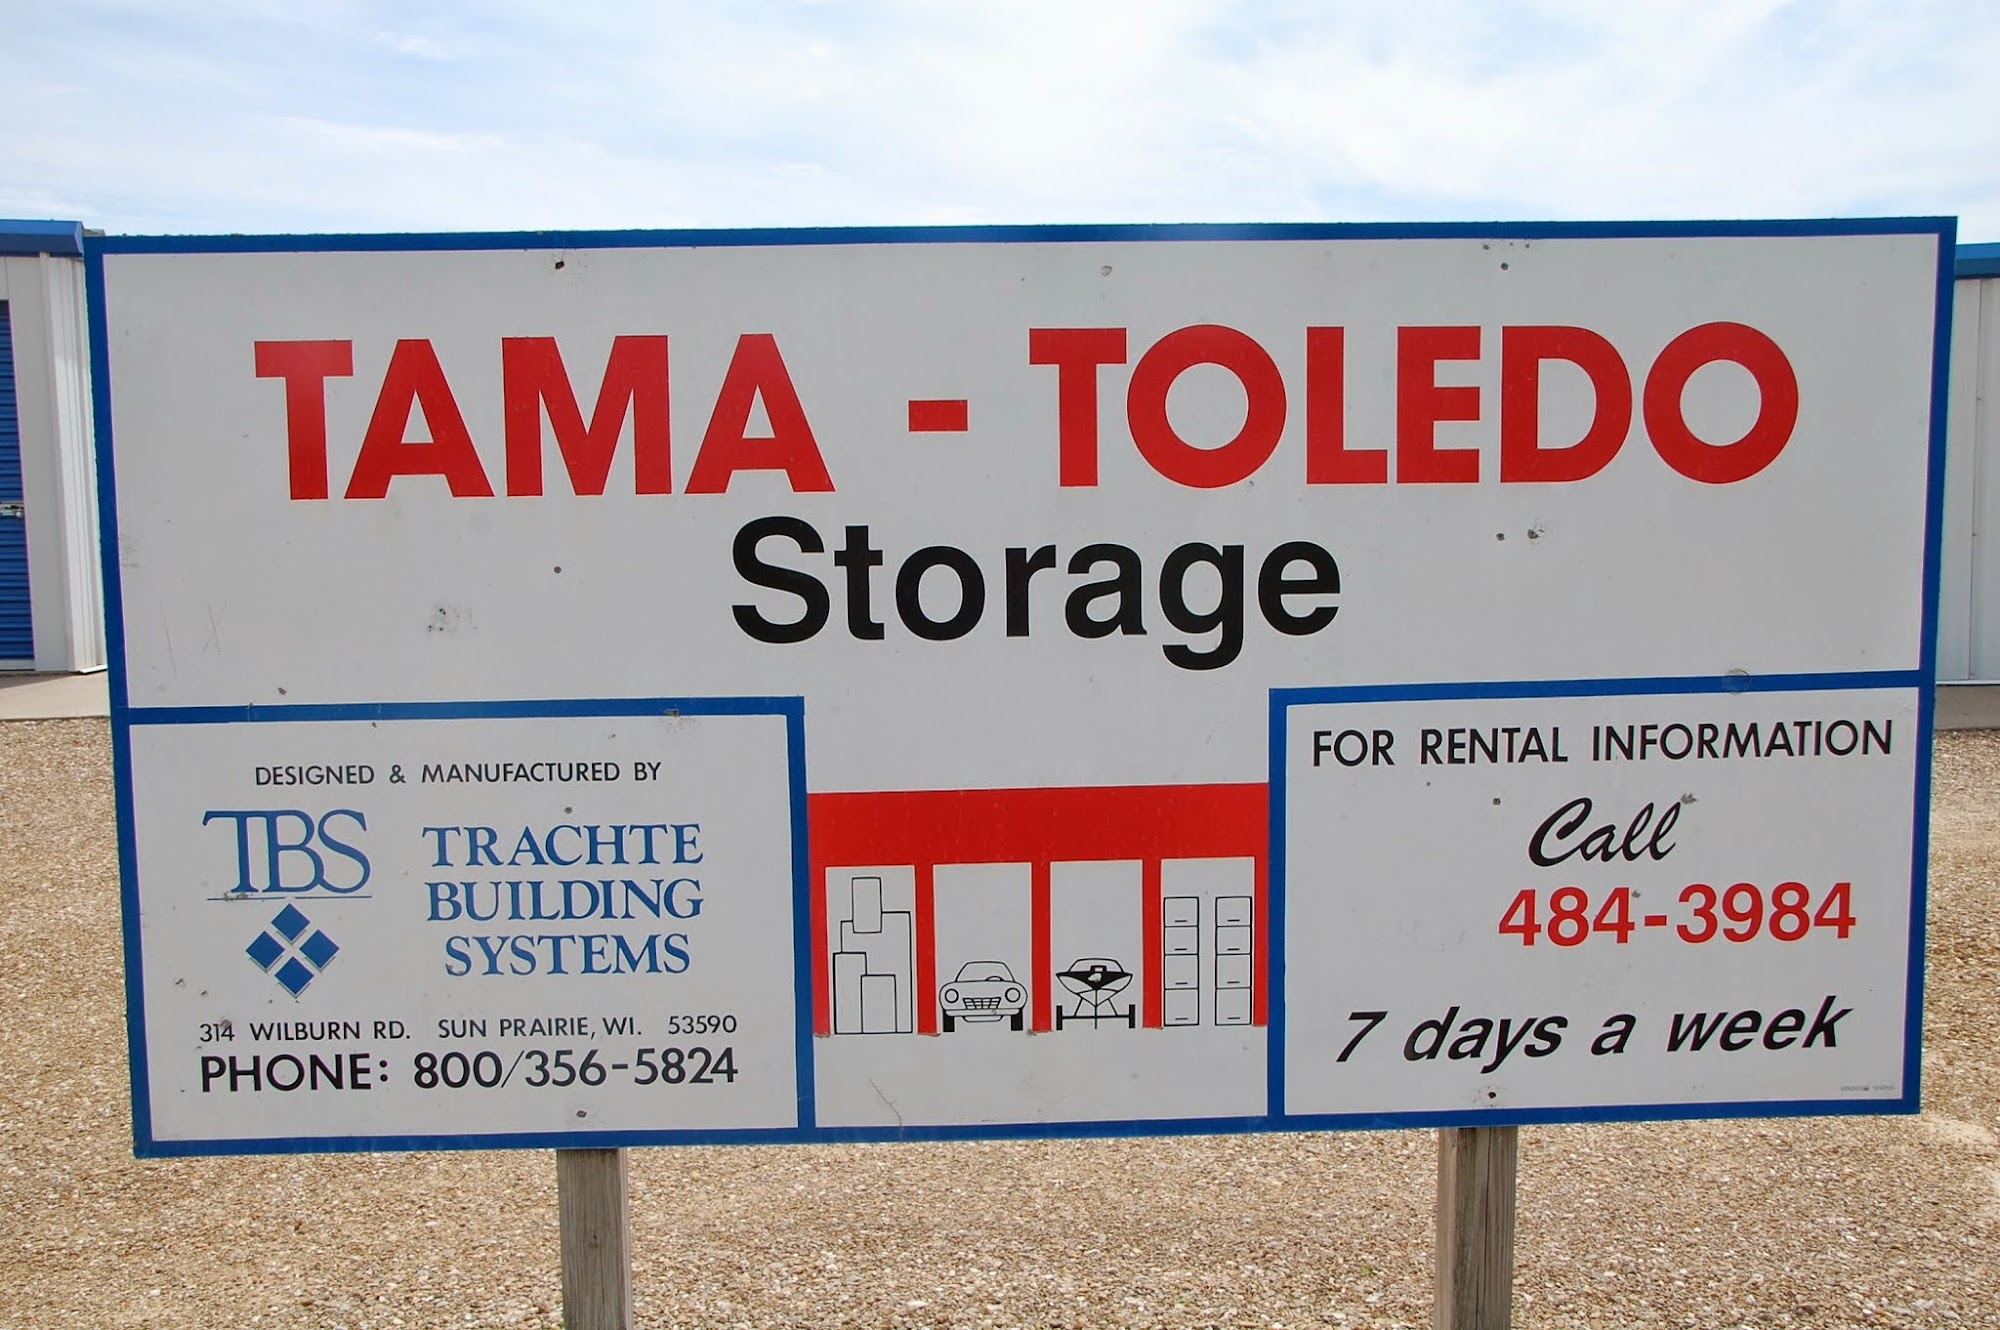 TAMA - TOLEDO
Storage
DESIGNED & MANUFACTURED BY
TBS
TRACHTE
BUILDING
SYSTEMS
314 WILBURN RD. SUN PRAIRIE, WI. 53590
PHONE: 800/356-5824
FOR RENTAL INFORMATION
Call
484-3984
7 days a week